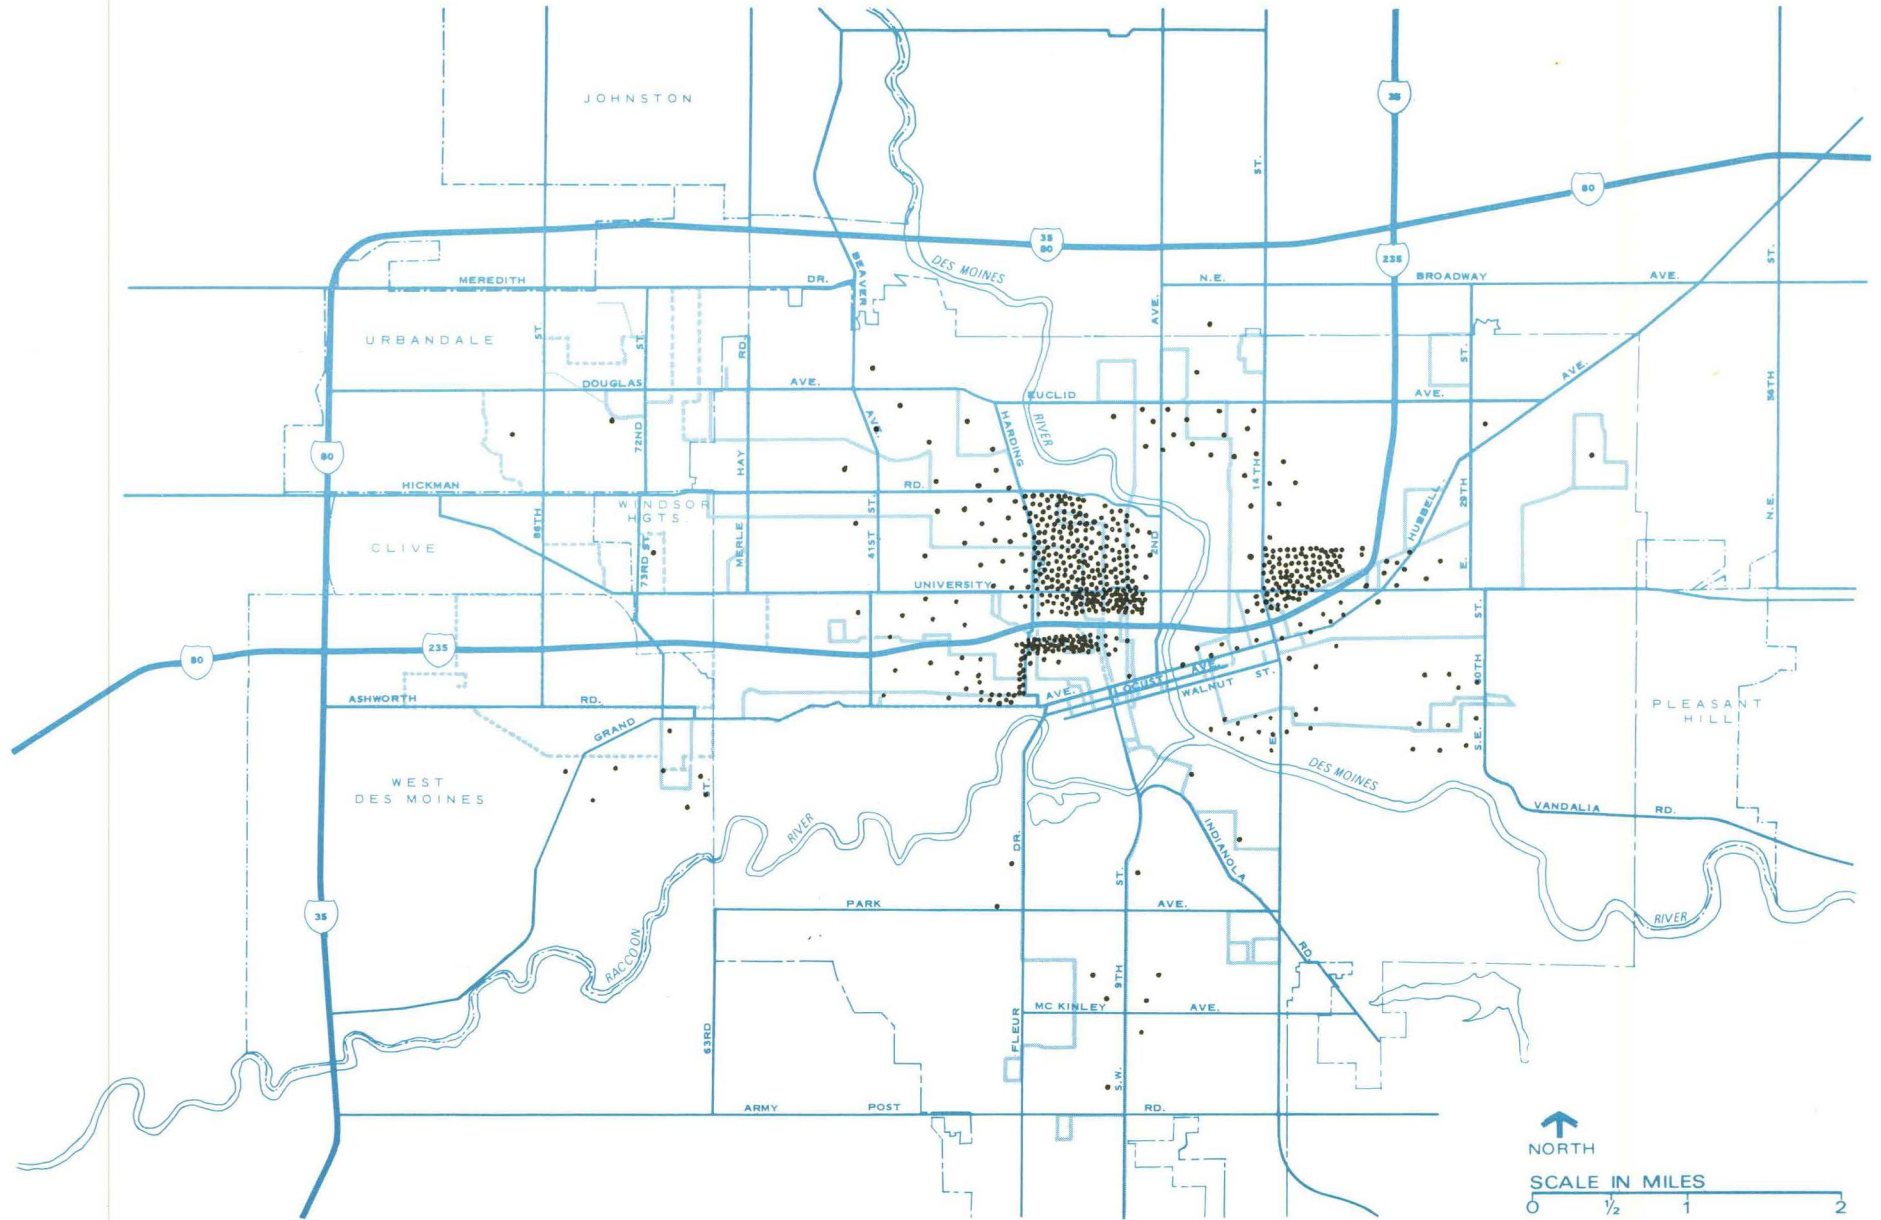 JOHNSTON
35
ST.
80
35
80
235
ST.
DES MOINES
BEAVER
MEREDITH
DR.
N.E.
BROADWAY
AVE.
AVE.
URBANDALE
ST.
ST.
RD.
ST.
DOUGLAS
AVE.
EUCLID
AVE.
AVE.
56TH
AVE.
HARDING
RIVER
72ND
80
HAY
14TH
HICKMAN
RD.
WINDSOR
HGTS.
ST.
29TH
HUBBELL
N.E.
86TH
CLIVE
73RD ST.
MERLE
41ST
2ND
E.
UNIVERSITY
ST.
235
80
ASHWORTH
RD.
AVE.
LOCUST
AVE.
WALNUT
ST.
40TH
S.E.
PLEASANT
HILL
GRAND
E.
WEST
DES MOINES
ST.
DES MOINES
VANDALIA
RD.
RIVER
DR.
INDIANOLA
ST.
PARK
AVE.
35
RIVER
RACCOON
RD.
9TH
MC KINLEY
AVE.
63RD
FLEUR
S.W.
ARMY
POST
RD.
NORTH
SCALE IN MILES
0
1/2
1
2